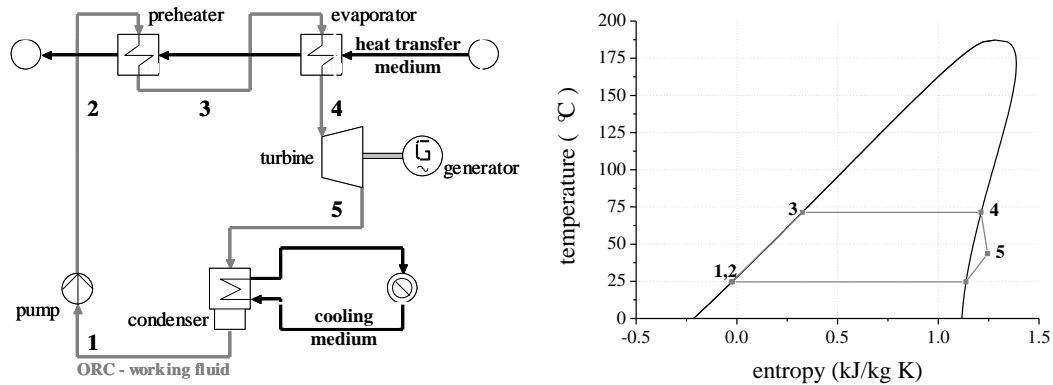 preheater
evaporator
heat transfer
medium
2
3
4
turbine
G
~
generator
5
pump
condenser
cooling
medium
1
ORC - working fluid
temperature ( °C)
200
175
150
125
100
75
50
25
0
3
4
5
1,2
-0.5
0.0
0.5
1.0
1.5
entropy (kJ/kg K)